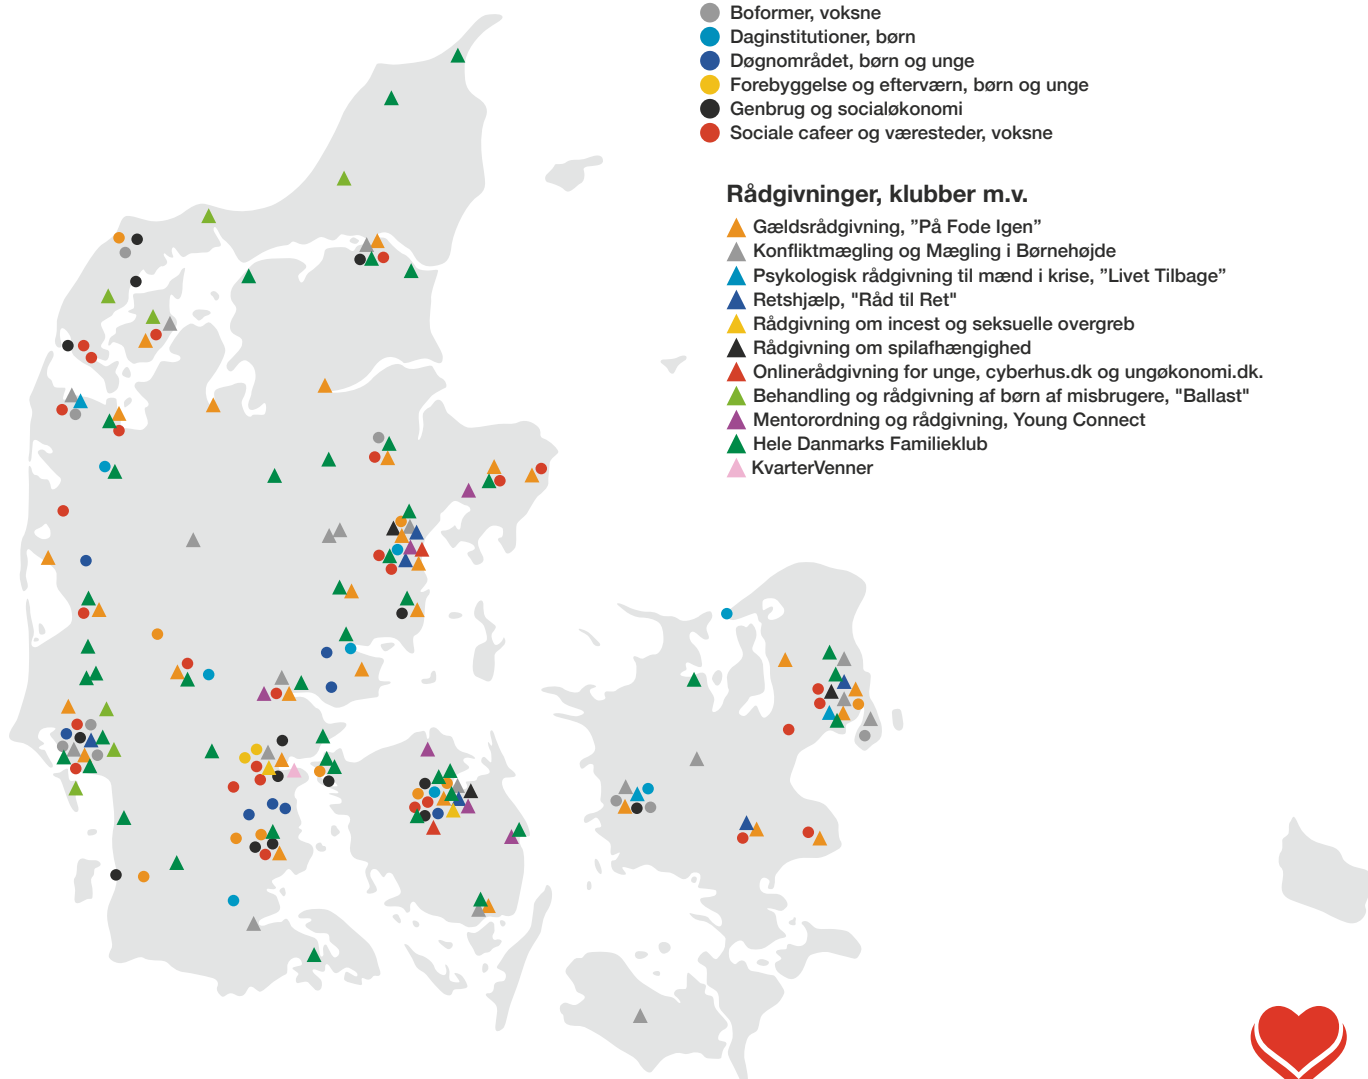 Boformer, voksne
Daginstitutioner, børn
Døgnområdet, børn og unge
Forebyggelse og efterværn, børn og unge
Genbrug og socialøkonomi
Sociale cafeer og væresteder, voksne
Rådgivninger, klubber m.v.
Gældsrådgivning, ”På Fode Igen”
Konfliktmægling og Mægling i Børnehøjde
Psykologisk rådgivning til mænd i krise, ”Livet Tilbage”
Retshjælp, "Råd til Ret"
Rådgivning om incest og seksuelle overgreb
Rådgivning om spilafhængighed
Onlinerådgivning for unge, cyberhus.dk og ungøkonomi.dk.
Behandling og rådgivning af børn af misbrugere, "Ballast"
Mentorordning og rådgivning, Young Connect
Hele Danmarks Familieklub
KvarterVenner